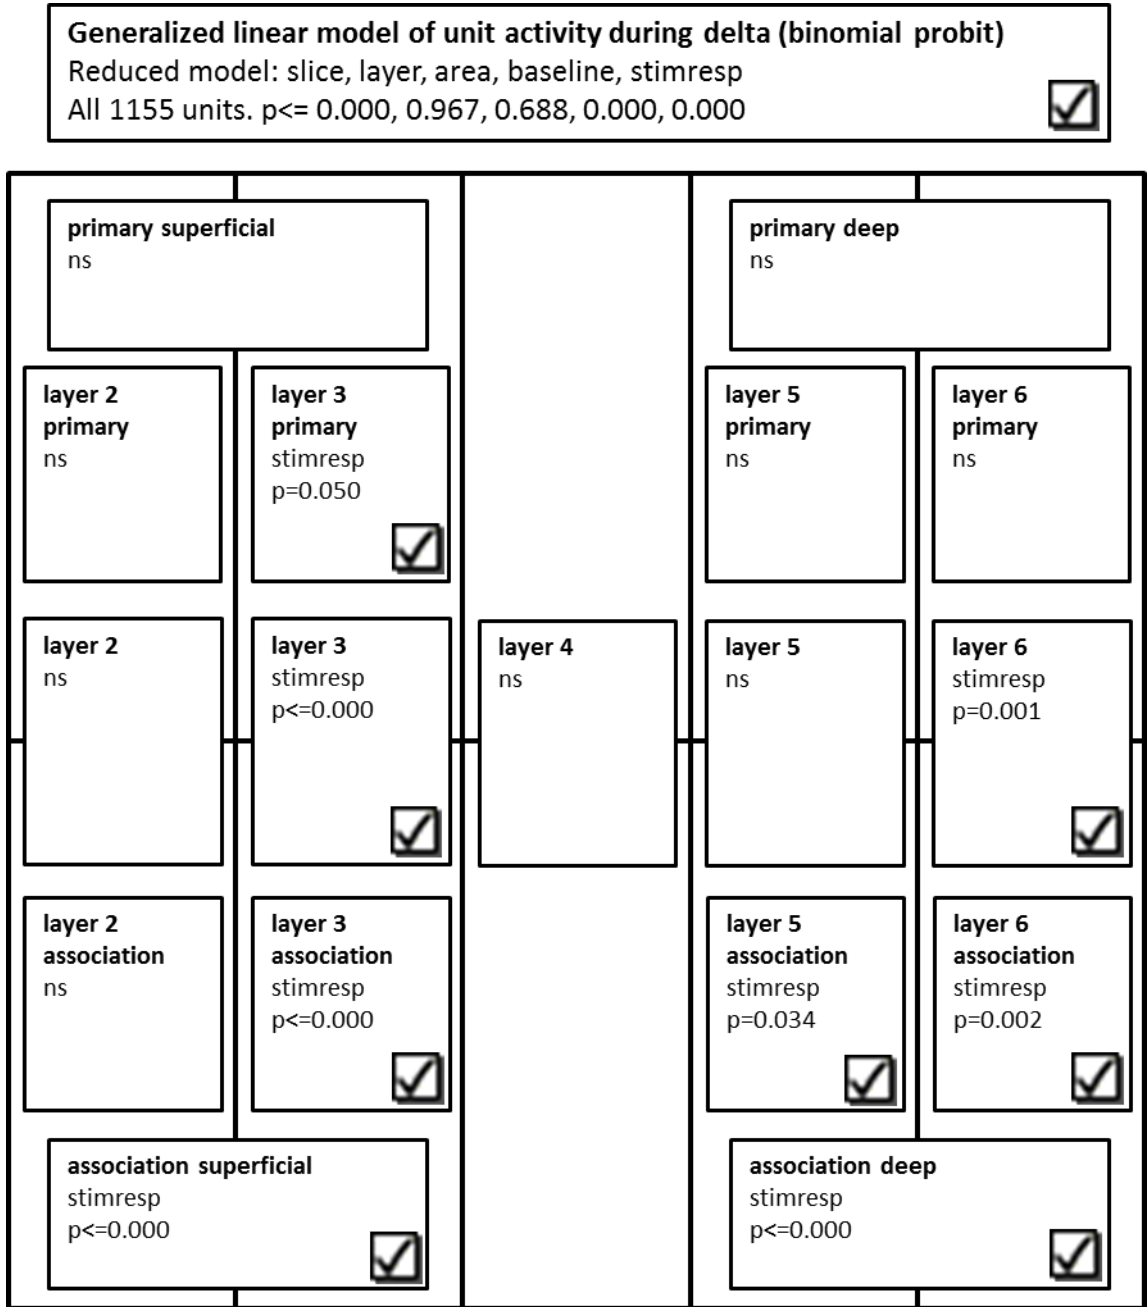 Generalized linear model of unit activity during delta (binomial probit)
Reduced model: slice, layer, area, baseline, stimresp
All 1155 units. p<= 0.000, 0.967, 0.688, 0.000, 0.000
primary superficial
ns
primary deep
ns
layer 2
primary
ns
layer 3
primary
stimresp
p=0.050
layer 5
primary
ns
layer 6
primary
ns
layer 2
ns
layer 3
stimresp
p<=0.000
layer 4
ns
layer 5
ns
layer 6
stimresp
p=0.001
layer 2
association
ns
layer 3
association
stimresp
p<=0.000
layer 5
association
stimresp
p=0.034
layer 6
association
stimresp
p=0.002
association superficial
stimresp
p<=0.000
association deep
stimresp
p<=0.000